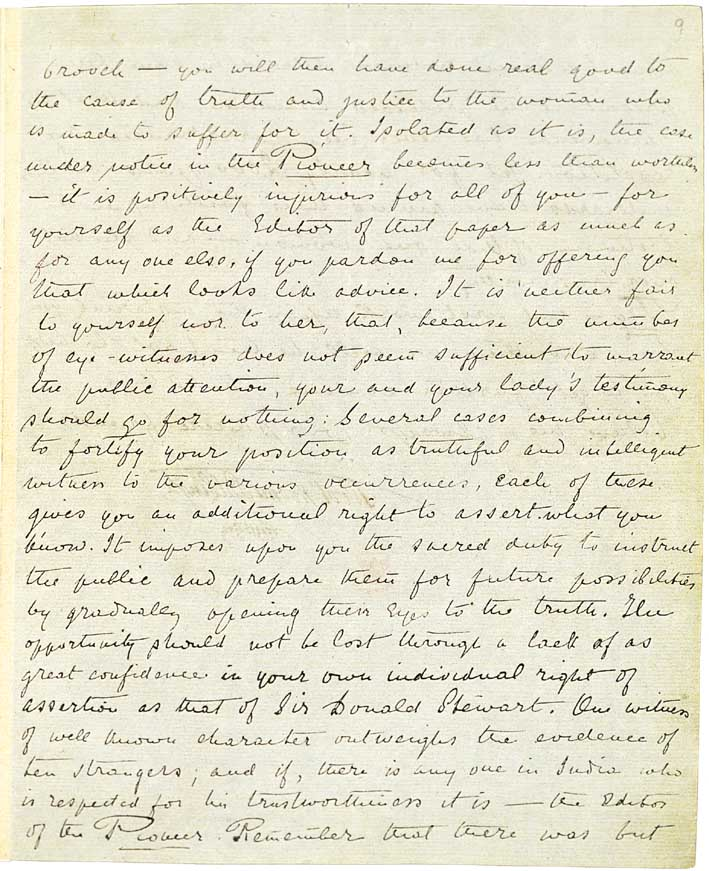 9
brooch — you will then have done real good to
the cause of truth and justice to the woman who
is made to suffer for it. Isolated as it is, the case
under notice in the Pioneer becomes less than worthless
— it is positively injurious for all of you — for
yourself as the Editor of that paper as much as
for any one else, if you pardon me for offering you
that which looks like advice. It is neither fair
to yourself nor to her, that, because the number
of eye-witnesses does not seem sufficient to warrant
the public attention, your and your lady's testimony
should go for nothing. Several cases combining
to fortify your position as truthful and intelligent
witness to the various occurrences, each of these
gives you an additional right to assert what you
know. It imposes upon you the sacred duty to instruct
the public and prepare them for future possibilities
by gradually opening their eyes to the truth. The
opportunity should not be lost through a lack of as
great confidence in your own individual right of
assertion as that of Sir Donald Stewart. One witness
of well known character outweighs the evidence of
ten strangers; and if, there is any one in India who
is respected for his trustworthiness it is — the Editor
of the Pioneer. Remember that there was but